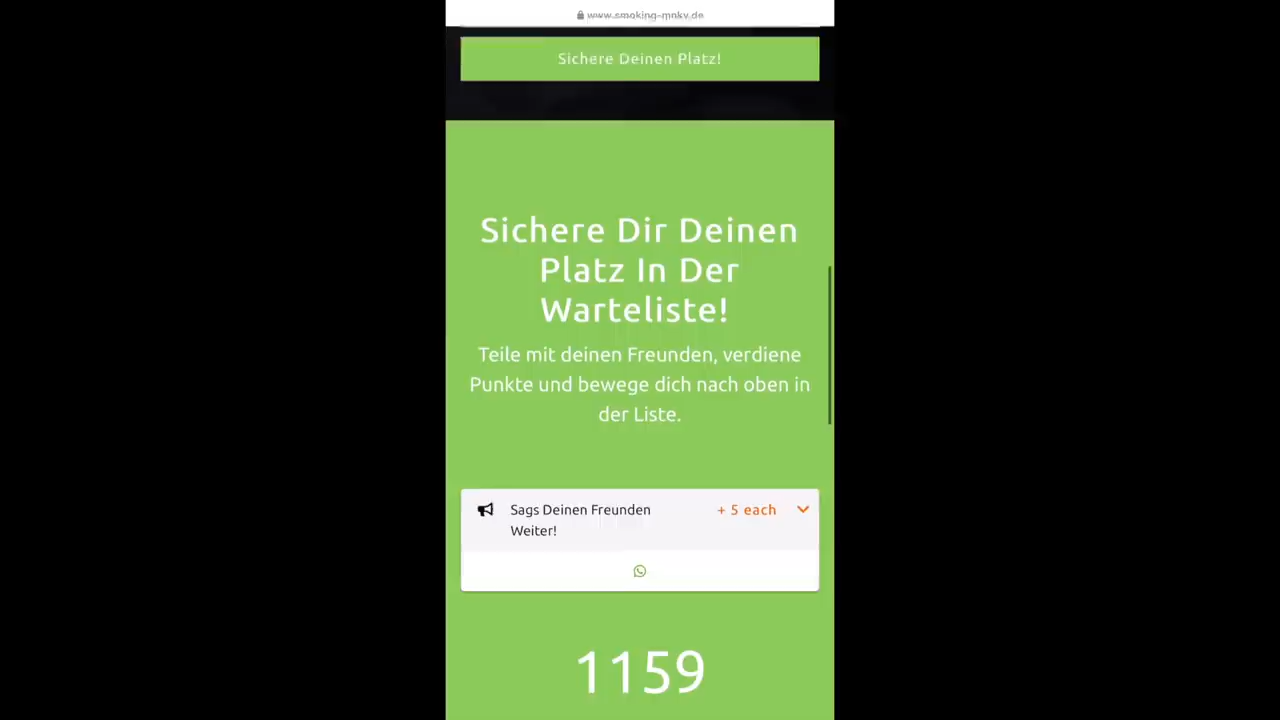 www.smoking-mnky.de
Sichere Deinen Platz!
Sichere Dir Deinen
Platz In Der
Warteliste!
Teile mit deinen Freunden, verdiene
Punkte und bewege dich nach oben in
der Liste.
Sags Deinen Freunden
Weiter!
+ 5 each
1159